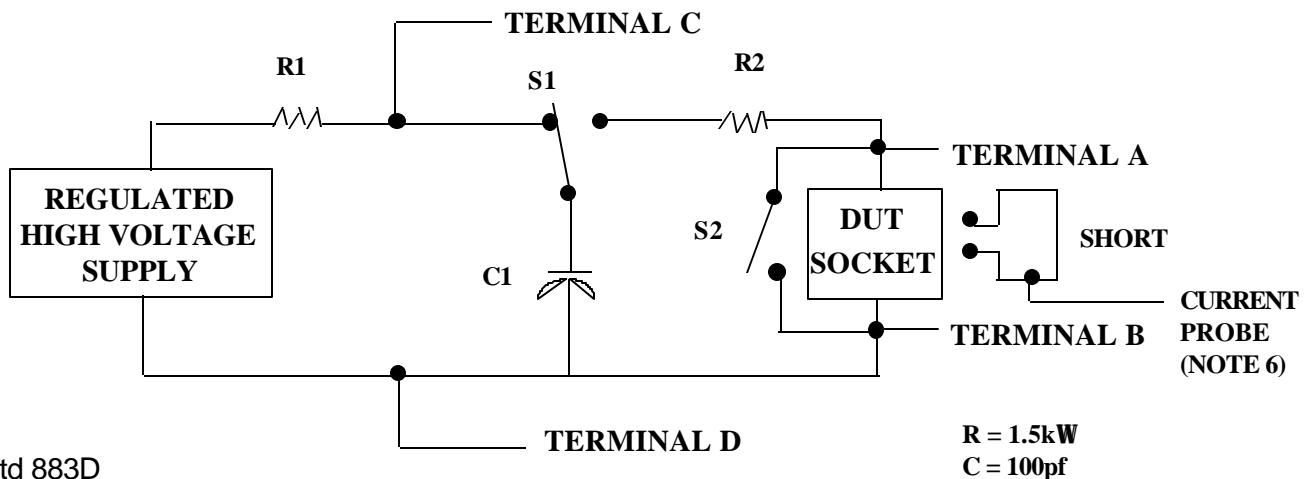 TERMINAL C
R1
S1
R2
TERMINAL A
REGULATED
HIGH VOLTAGE
SUPPLY
S2
DUT
SOCKET
SHORT
C1
CURRENT
PROBE
(NOTE 6)
TERMINAL B
TERMINAL D
R = 1.5kW
C = 100pf
td 883D